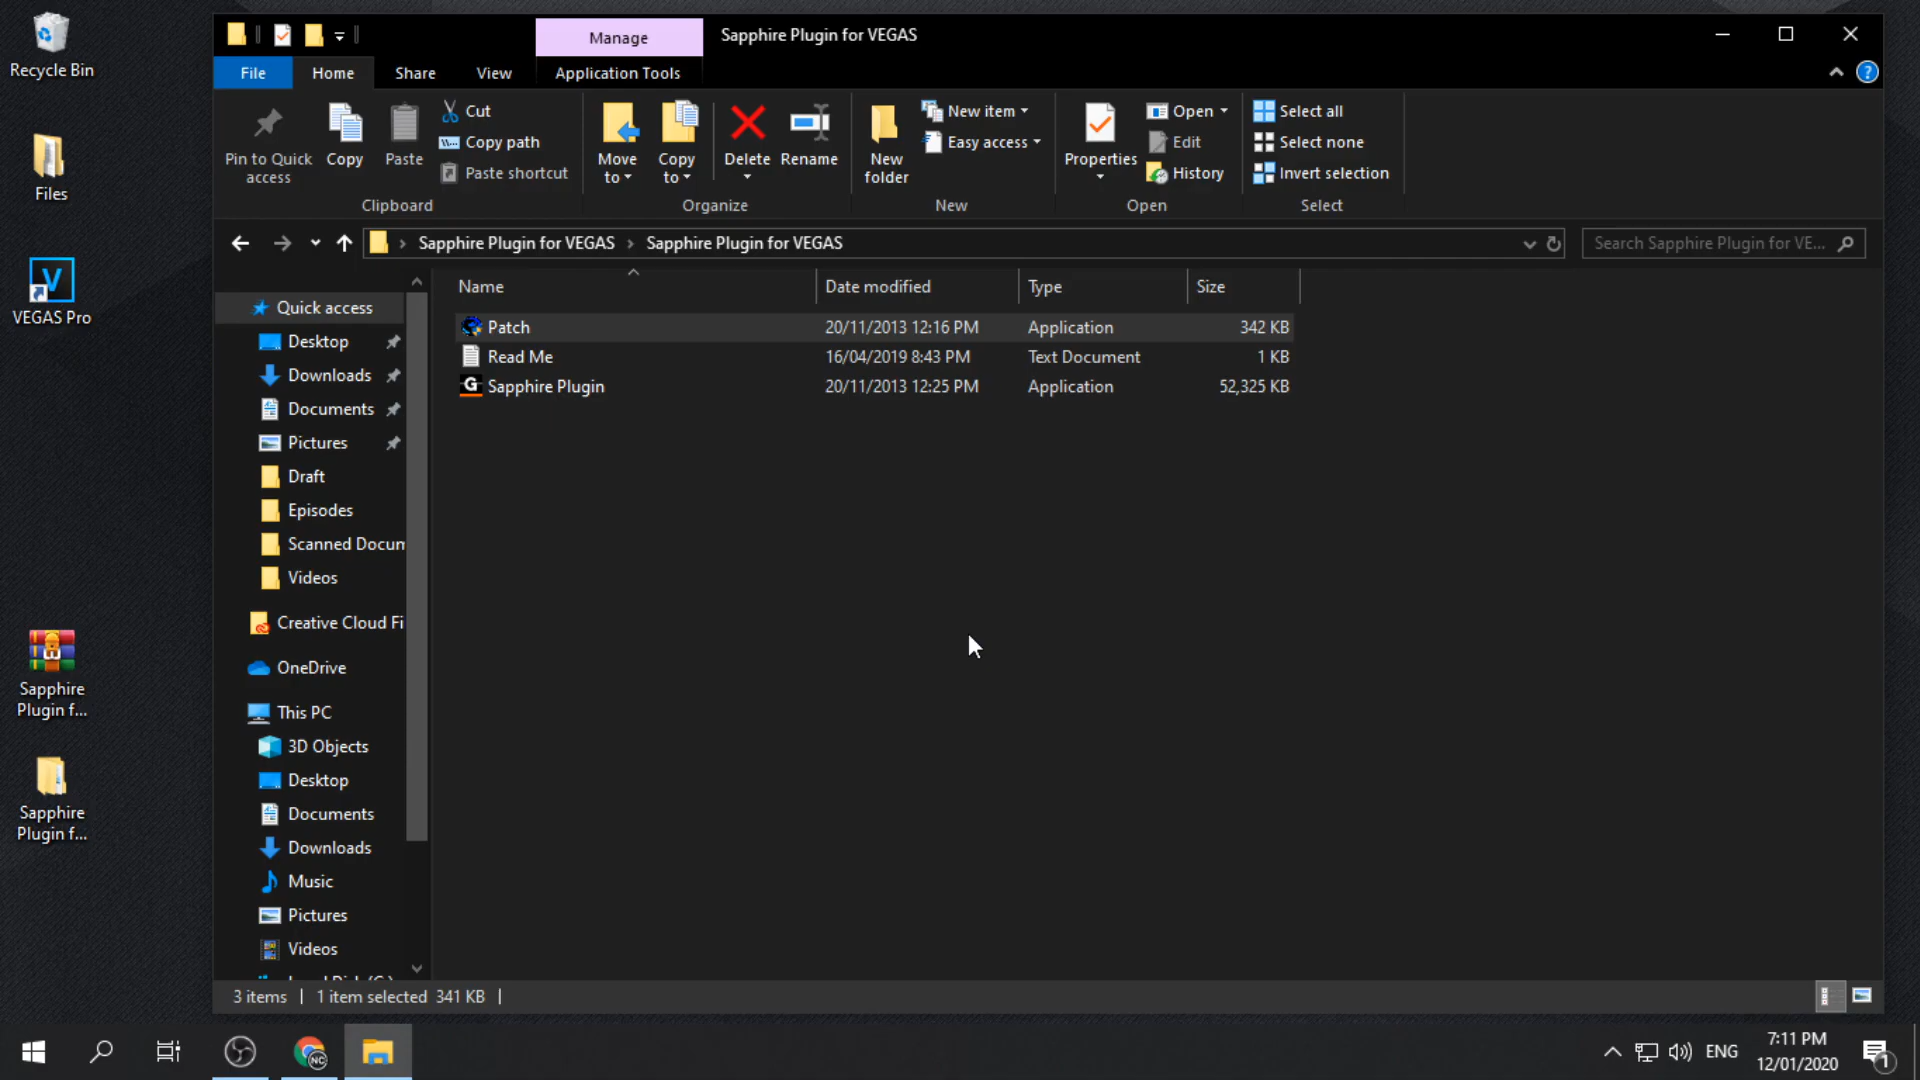 Recycle Bin
Files
VEGAS Pro
Sapphire
Plugin f...
Sapphire
Plugin f...
Manage
Sapphire Plugin for VEGAS
File
Home
Share
View
Application Tools
?
Pin to Quick
access
Copy
Paste
Cut
Copy path
Paste shortcut
Clipboard
Move
to
Copy
to
Delete
Rename
Organize
New
folder
New item
Easy access
New
Properties
Open
Edit
History
Open
Select all
Select none
Invert selection
Select
Sapphire Plugin for VEGAS
Sapphire Plugin for VEGAS
Search Sapphire Plugin for VE...
Name
Date modified
Type
Size
Patch
20/11/2013 12:16 PM
Application
342 KB
Read Me
16/04/2019 8:43 PM
Text Document
1 KB
Sapphire Plugin
20/11/2013 12:25 PM
Application
52,325 KB
Quick access
Desktop
Downloads
Documents
Pictures
Draft
Episodes
Scanned Docum
Videos
Creative Cloud Fi
OneDrive
This PC
3D Objects
Desktop
Documents
Downloads
Music
Pictures
Videos
3 items
1 item selected 341 KB
NC
ENG
7:11 PM
12/01/2020
1